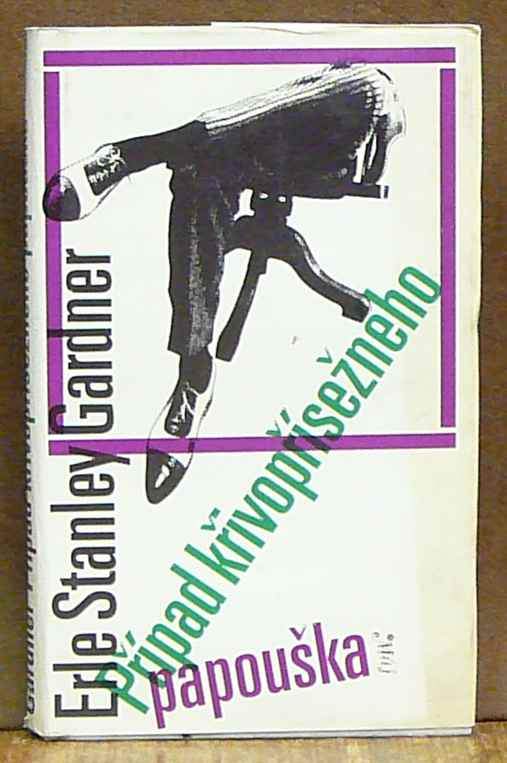 Erle Stanley Gardner
Případ křivopřísežného
papouška